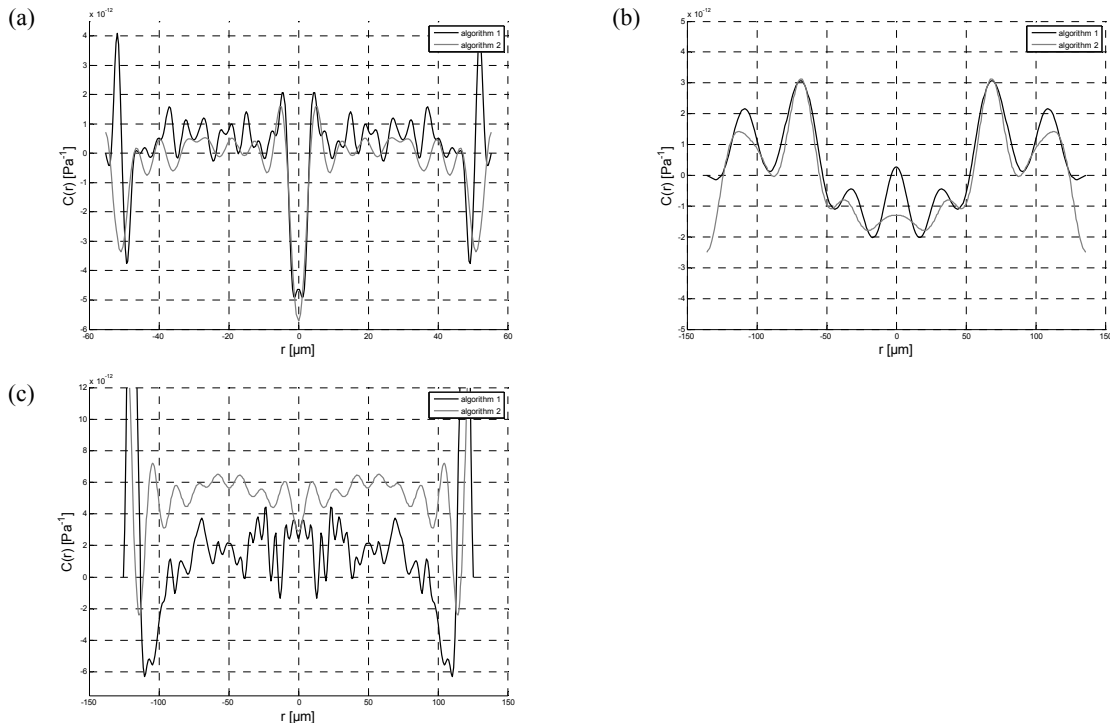 (a)
x 10-12
4
3
2
1
0
-1
-2
-3
-4
-5
-6
-60
-40
-20
0
20
40
60
C(r) [Pa-1]
r [µm]
algorithm 1
algorithm 2
(b)
x 10-12
5
4
3
2
1
0
-1
-2
-3
-4
-5
-150
-100
-50
0
50
100
150
C(r) [Pa-1]
r [µm]
algorithm 1
algorithm 2
(c)
x 10-12
12
10
8
6
4
2
0
-2
-4
-6
-150
-100
-50
0
50
100
150
C(r) [Pa-1]
r [µm]
algorithm 1
algorithm 2